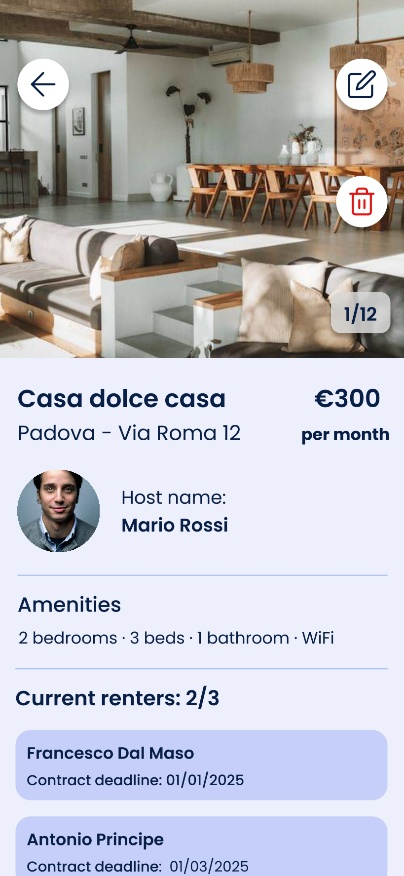 1/12
Casa dolce casa
€300
Padova - Via Roma 12
per month
Host name:
Mario Rossi
Amenities
2 bedrooms · 3 beds · 1 bathroom · WiFi
Current renters: 2/3
Francesco Dal Maso
Contract deadline: 01/01/2025
Antonio Principe
Contract deadline: 01/03/2025